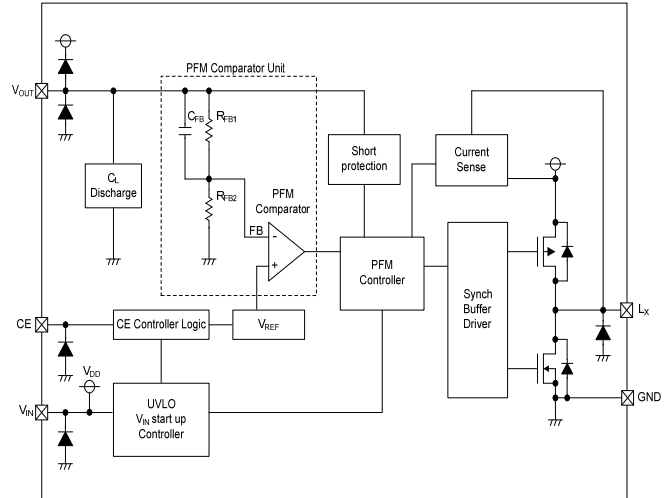 PFM Comparator Unit
VOUT
CFB
RFB1
RFB2
CL
Discharge
Short
protection
Current
Sense
PFM
Comparator
FB
-
+
PFM
Controller
Synch
Buffer
Driver
LX
CE
CE Controller Logic
VREF
VDD
VIN
UVLO
VIN start up
Controller
GND